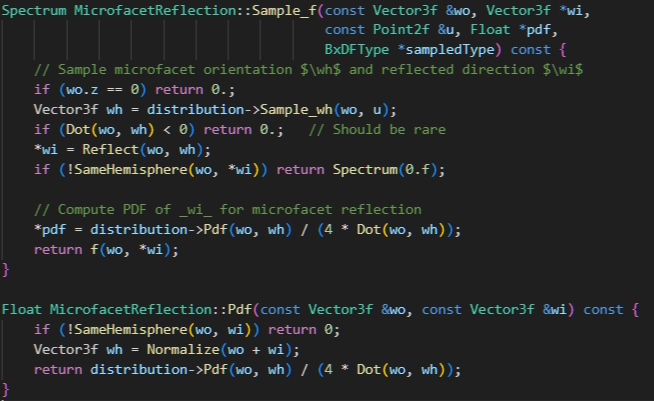 Spectrum MicrofacetReflection::Sample_f(const Vector3f &wo, Vector3f *wi,
                                        const Point2f &u, Float *pdf,
                                        BxDFType *sampledType) const {
    // Sample microfacet orientation $\wh$ and reflected direction $\wi$
    if (wo.z == 0) return 0.;
    Vector3f wh = distribution->Sample_wh(wo, u);
    if (Dot(wo, wh) < 0) return 0.;   // Should be rare
    *wi = Reflect(wo, wh);
    if (!SameHemisphere(wo, *wi)) return Spectrum(0.f);

    // Compute PDF of _wi_ for microfacet reflection
    *pdf = distribution->Pdf(wo, wh) / (4 * Dot(wo, wh));
    return f(wo, *wi);
}

Float MicrofacetReflection::Pdf(const Vector3f &wo, const Vector3f &wi) const {
    if (!SameHemisphere(wo, wi)) return 0;
    Vector3f wh = Normalize(wo + wi);
    return distribution->Pdf(wo, wh) / (4 * Dot(wo, wh));
}